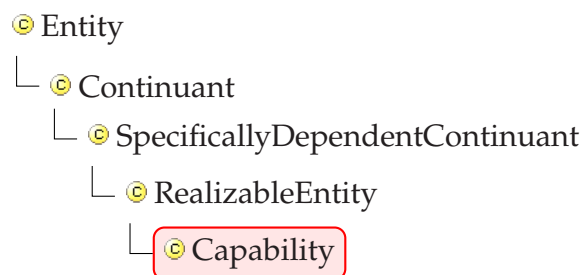 Entity
Continuant
SpecificallyDependentContinuant
RealizableEntity
Capability